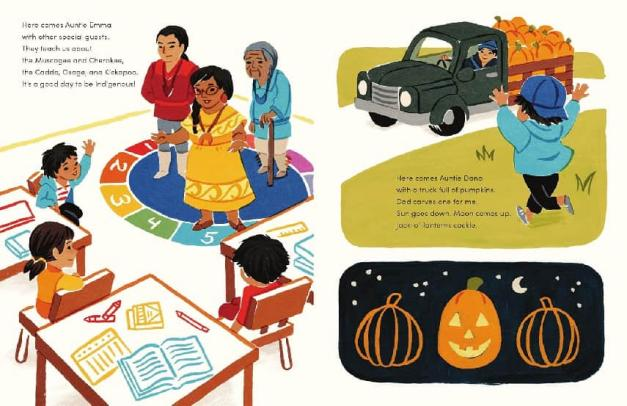 Here comes Auntie Emma
with other special guests.
They teach us about
the Muscogee and Cherokee,
the Caddo, Osage, and Kickapoo.
It's a good day to be Indigenous!
1
2
3
4
5
Here comes Auntie Dana
with a truck full of pumpkins.
Dad carves one for me.
Sun goes down. Moon comes up.
Jack-o'-lanterns cackle.